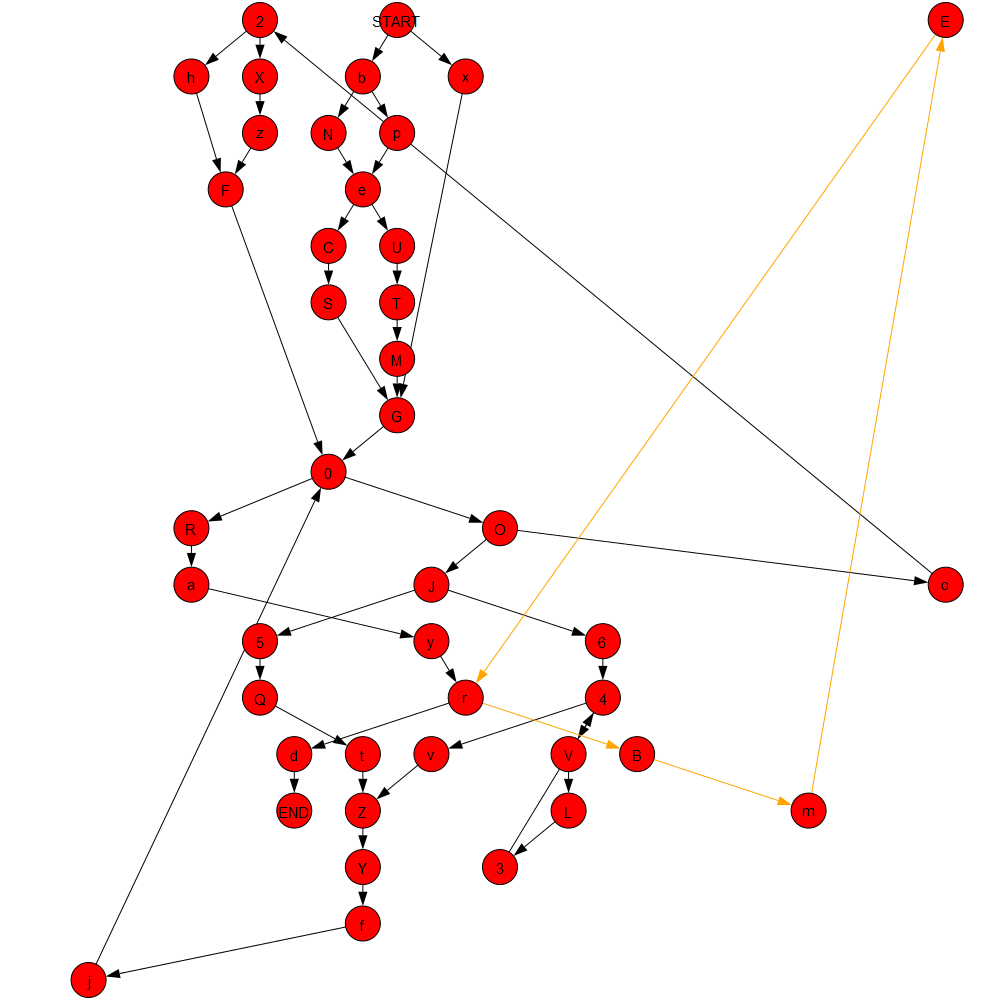 2 START E
h X b x
z N p
F e
C U
S T
M
G
0
R O
a J o
5 y 6
Q r 4
d t v V B
END Z L m
3 Y
f
j